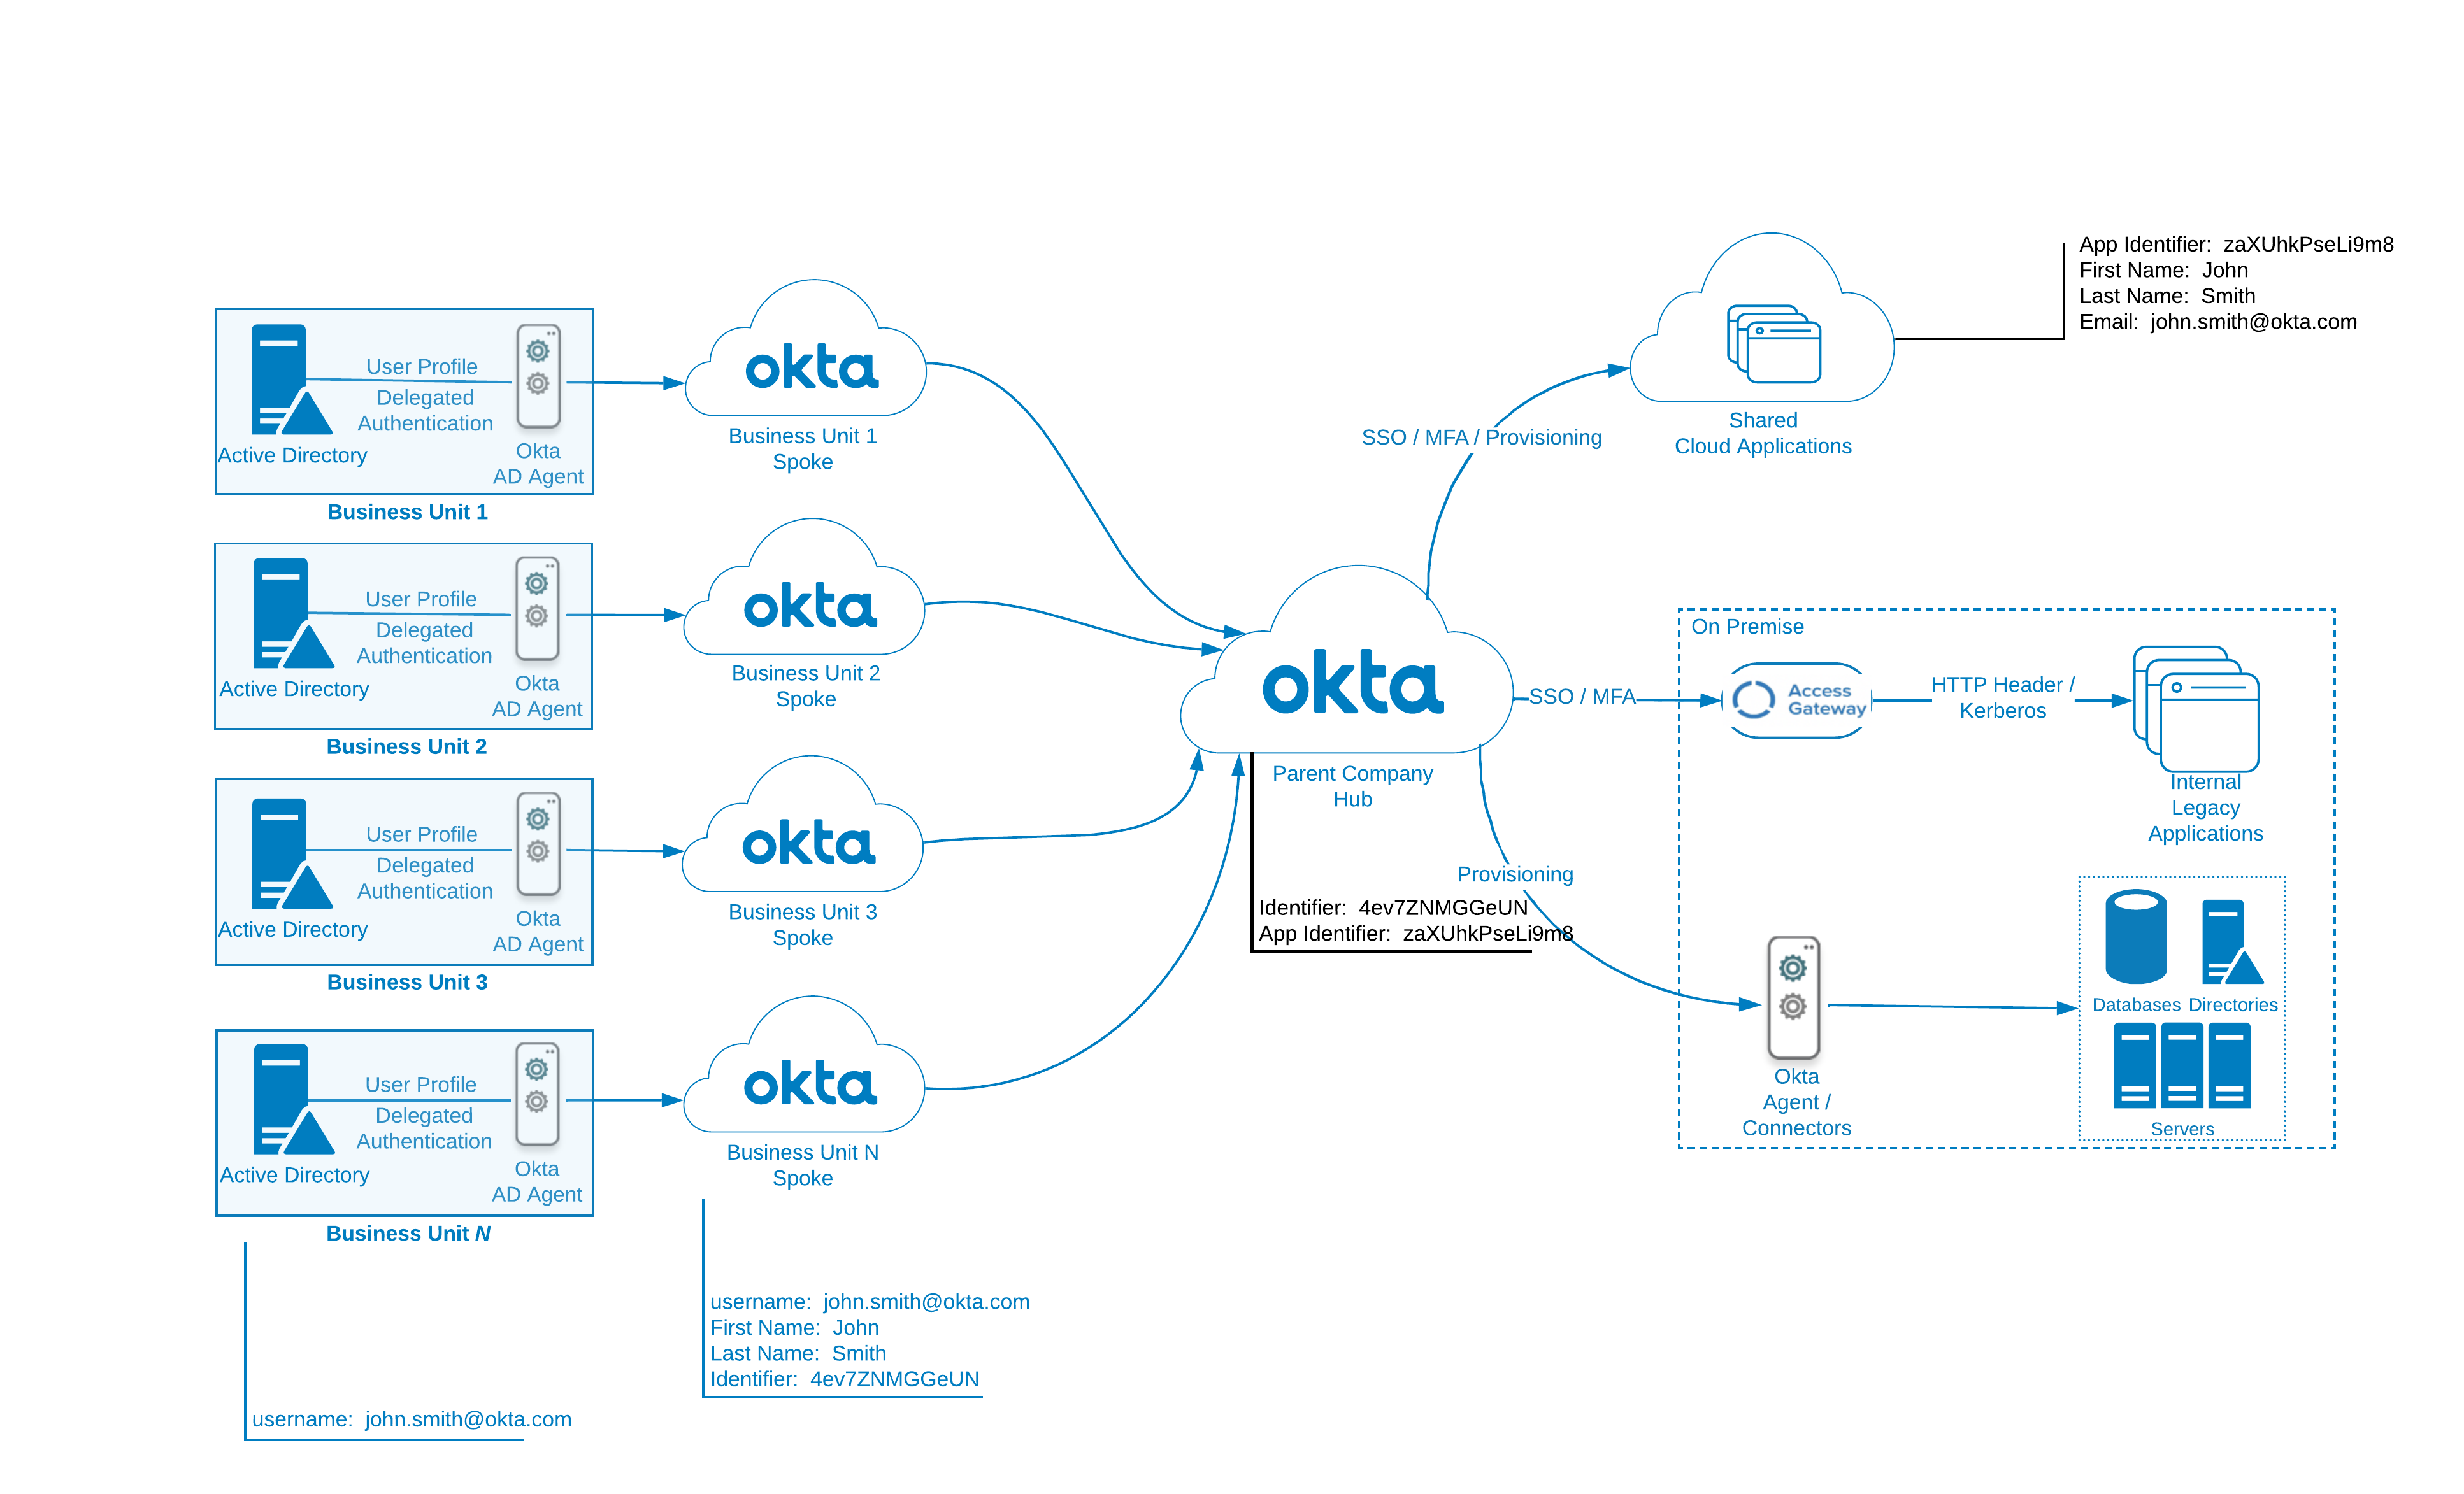 App Identifier:  zaXUhkPseLi9m8
First Name:  John
Last Name:  Smith
Email:  john.smith@okta.com
okta
Business Unit 1
Spoke
User Profile
Delegated
Authentication
Active Directory
Okta
AD Agent
Business Unit 1
SSO / MFA / Provisioning
Shared
Cloud Applications
okta
Business Unit 2
Spoke
User Profile
Delegated
Authentication
Active Directory
Okta
AD Agent
Business Unit 2
okta
Parent Company
Hub
On Premise
SSO / MFA
Access
Gateway
HTTP Header /
Kerberos
Internal
Legacy
Applications
okta
Business Unit 3
Spoke
User Profile
Delegated
Authentication
Active Directory
Okta
AD Agent
Business Unit 3
Provisioning
Identifier:  4ev7ZNMGGeUN
App Identifier:  zaXUhkPseLi9m8
Databases
Directories
Servers
Okta
Agent /
Connectors
okta
Business Unit N
Spoke
User Profile
Delegated
Authentication
Active Directory
Okta
AD Agent
Business Unit N
username:  john.smith@okta.com
First Name:  John
Last Name:  Smith
Identifier:  4ev7ZNMGGeUN
username:  john.smith@okta.com